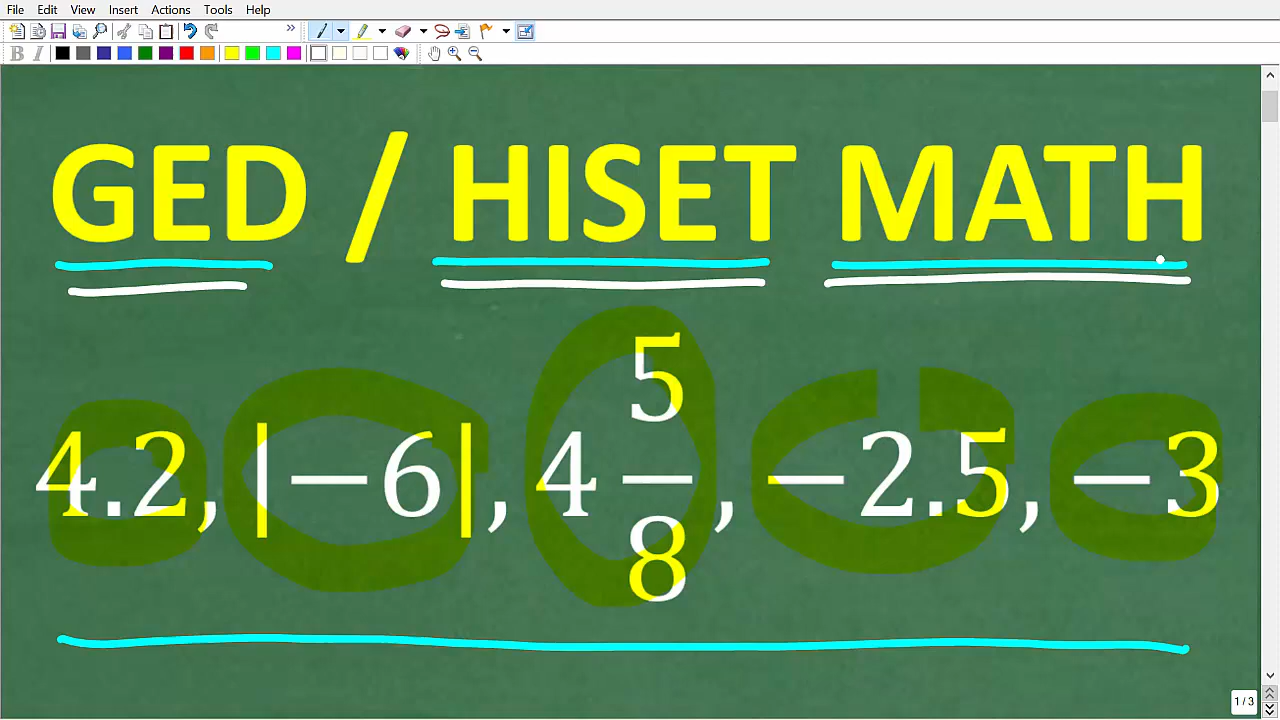 File Edit View Insert Actions Tools Help
»
B I
GED / HISET MATH
4.2, |−6|, 4 5/8, −2.5, −3
1 / 3